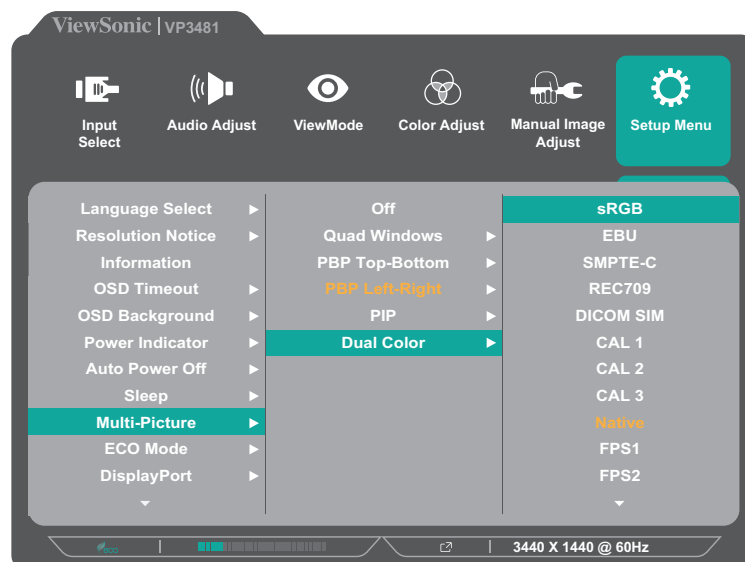 ViewSonic | VP3481
Input Select
Audio Adjust
ViewMode
Color Adjust
Manual Image Adjust
Setup Menu
Language Select
Resolution Notice
Information
OSD Timeout
OSD Background
Power Indicator
Auto Power Off
Sleep
Multi-Picture
ECO Mode
DisplayPort
Off
Quad Windows
PBP Top-Bottom
PBP Left-Right
PIP
Dual Color
sRGB
EBU
SMPTE-C
REC709
DICOM SIM
CAL 1
CAL 2
CAL 3
Native
FPS1
FPS2
ECO
3440 X 1440 @ 60Hz